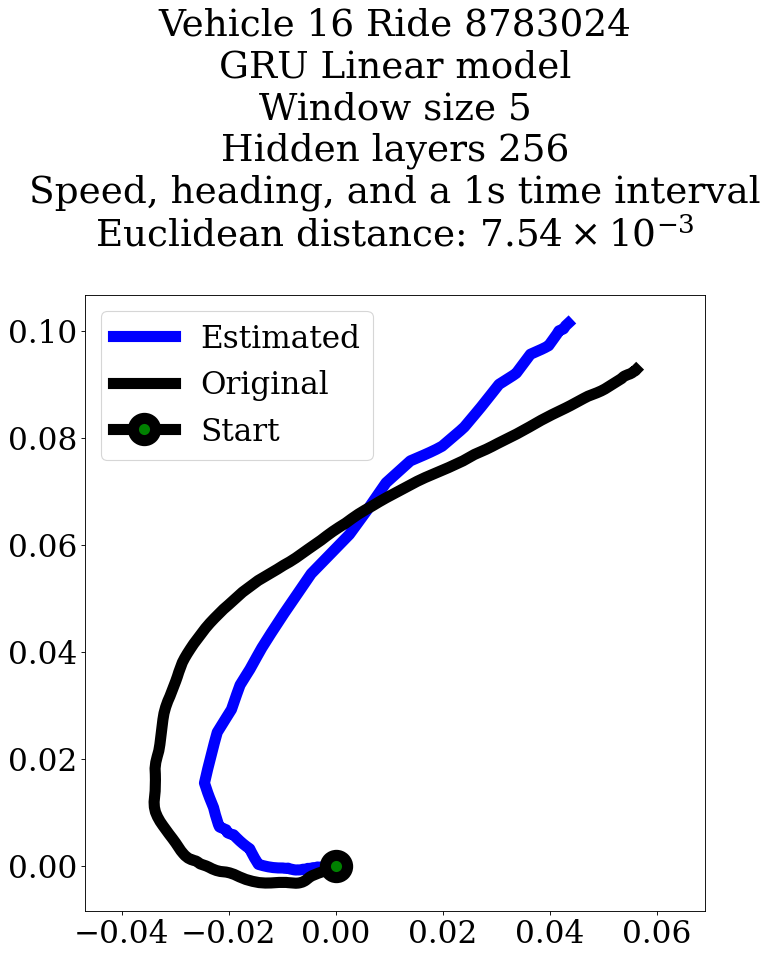 Vehicle 16 Ride 8783024
GRU Linear model
Window size 5
Hidden layers 256
Speed, heading, and a 1s time interval
Euclidean distance: 7.54 × 10⁻³
Estimated
Original
Start
0.10
0.08
0.06
0.04
0.02
0.00
−0.04 −0.02 0.00 0.02 0.04 0.06